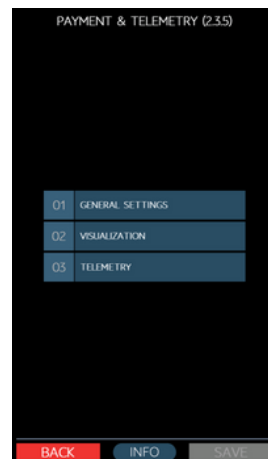 PAYMENT & TELEMETRY (2.3.5)
01 GENERAL SETTINGS
02 VISUALIZATION
03 TELEMETRY
BACK INFO SAVE